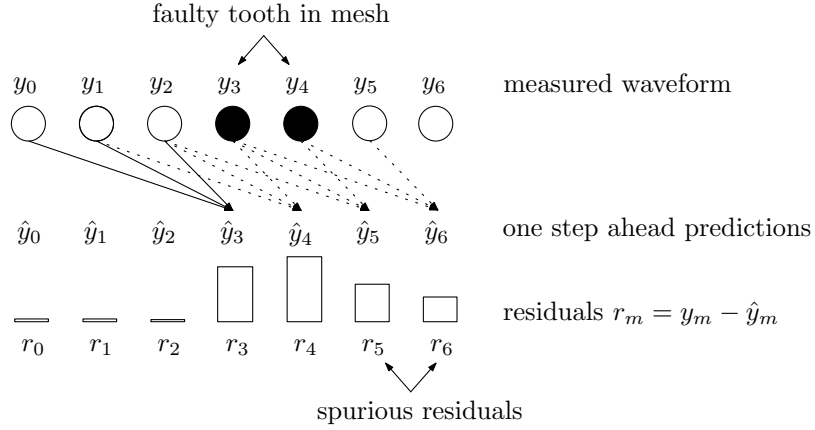 faulty tooth in mesh
y₀ y₁ y₂ y₃ y₄ y₅ y₆ measured waveform
ŷ₀ ŷ₁ ŷ₂ ŷ₃ ŷ₄ ŷ₅ ŷ₆ one step ahead predictions
residuals rₘ = yₘ − ŷₘ
r₀ r₁ r₂ r₃ r₄ r₅ r₆
spurious residuals